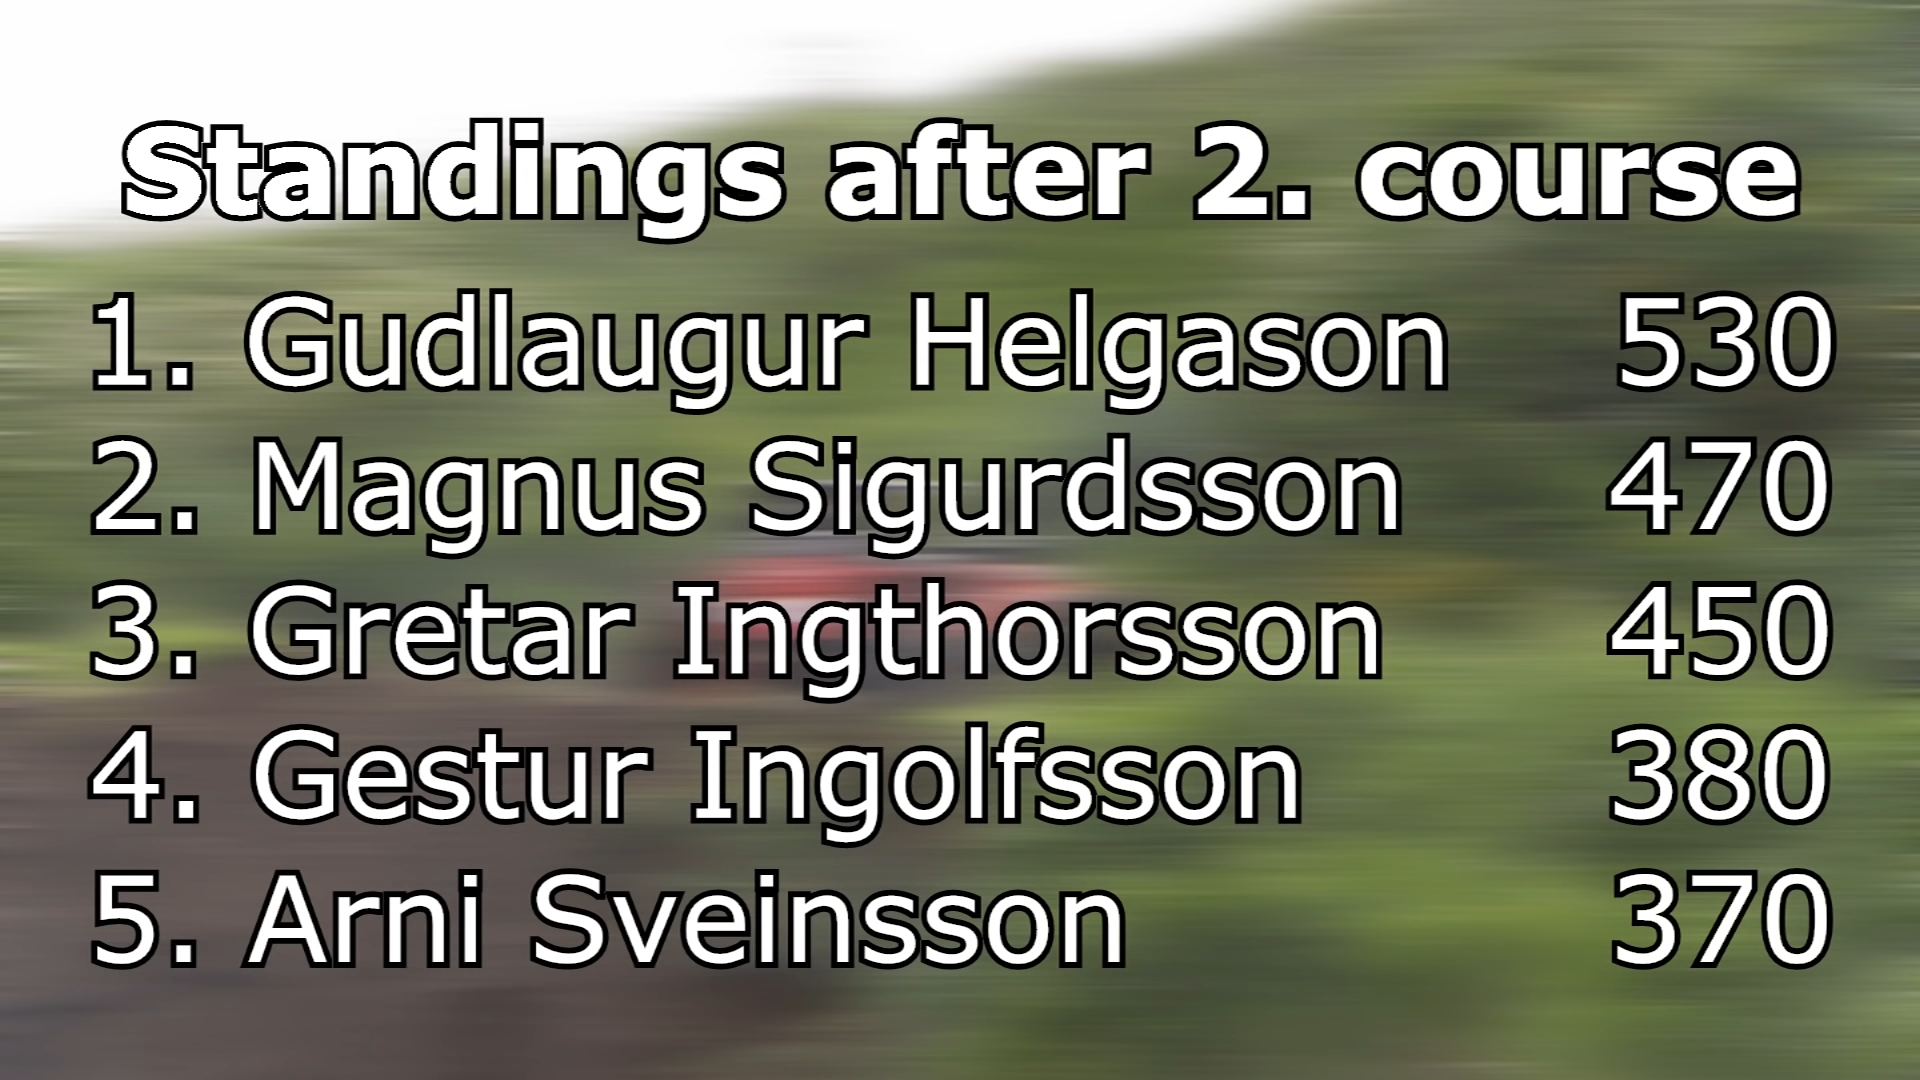 Standings after 2. course
1. Gudlaugur Helgason 530
2. Magnus Sigurdsson 470
3. Gretar Ingthorsson 450
4. Gestur Ingolfsson 380
5. Arni Sveinsson 370